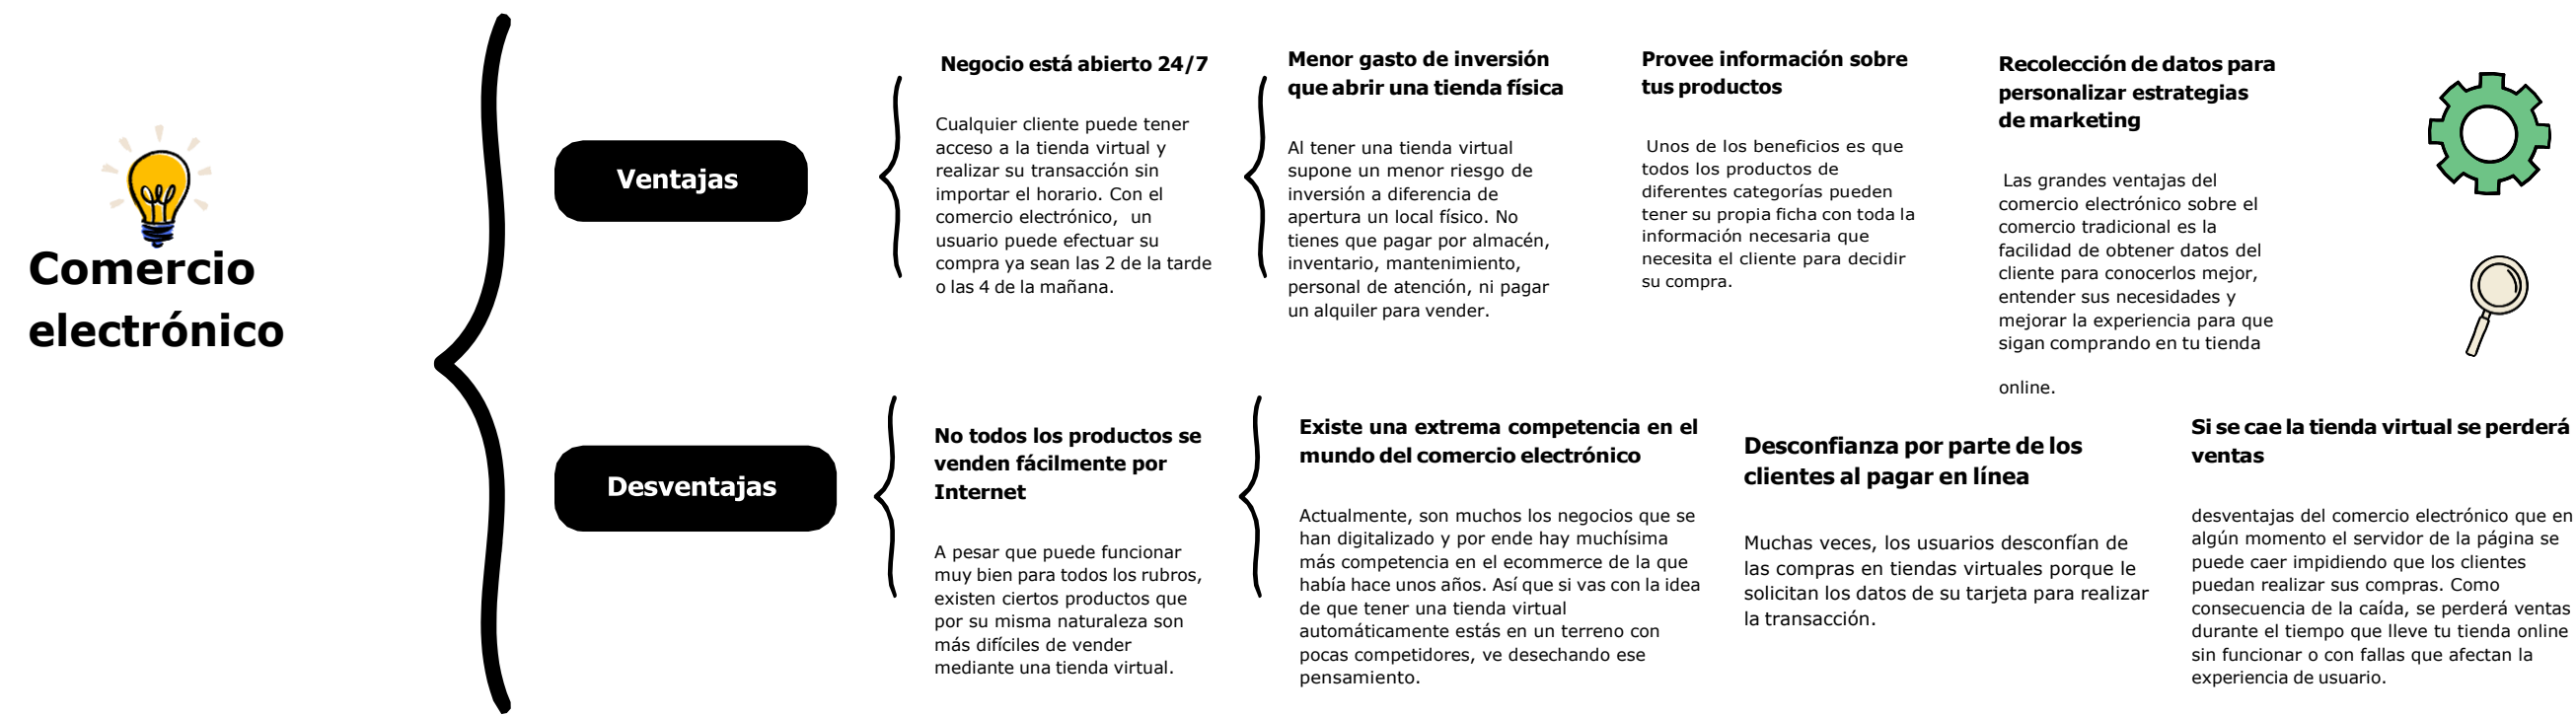 Comercio
electrónico
Ventajas
Negocio está abierto 24/7
Cualquier cliente puede tener
acceso a la tienda virtual y
realizar su transacción sin
importar el horario. Con el
comercio electrónico, un
usuario puede efectuar su
compra ya sean las 2 de la tarde
o las 4 de la mañana.
Menor gasto de inversión
que abrir una tienda física
Al tener una tienda virtual
supone un menor riesgo de
inversión a diferencia de
apertura un local físico. No
tienes que pagar por almacén,
inventario, mantenimiento,
personal de atención, ni pagar
un alquiler para vender.
Provee información sobre
tus productos
Unos de los beneficios es que
todos los productos de
diferentes categorías pueden
tener su propia ficha con toda la
información necesaria que
necesita el cliente para decidir
su compra.
Recolección de datos para
personalizar estrategias
de marketing
Las grandes ventajas del
comercio electrónico sobre el
comercio tradicional es la
facilidad de obtener datos del
cliente para conocerlos mejor,
entender sus necesidades y
mejorar la experiencia para que
sigan comprando en tu tienda
online.
Desventajas
No todos los productos se
venden fácilmente por
Internet
A pesar que puede funcionar
muy bien para todos los rubros,
existen ciertos productos que
por su misma naturaleza son
más difíciles de vender
mediante una tienda virtual.
Existe una extrema competencia en el
mundo del comercio electrónico
Actualmente, son muchos los negocios que se
han digitalizado y por ende hay muchísima
más competencia en el ecommerce de la que
había hace unos años. Así que si vas con la idea
de que tener una tienda virtual
automáticamente estás en un terreno con
pocas competidores, ve desechando ese
pensamiento.
Desconfianza por parte de los
clientes al pagar en línea
Muchas veces, los usuarios desconfían de
las compras en tiendas virtuales porque le
solicitan los datos de su tarjeta para realizar
la transacción.
Si se cae la tienda virtual se perderá
ventas
desventajas del comercio electrónico que en
algún momento el servidor de la página se
puede caer impidiendo que los clientes
puedan realizar sus compras. Como
consecuencia de la caída, se perderá ventas
durante el tiempo que lleve tu tienda online
sin funcionar o con fallas que afectan la
experiencia de usuario.